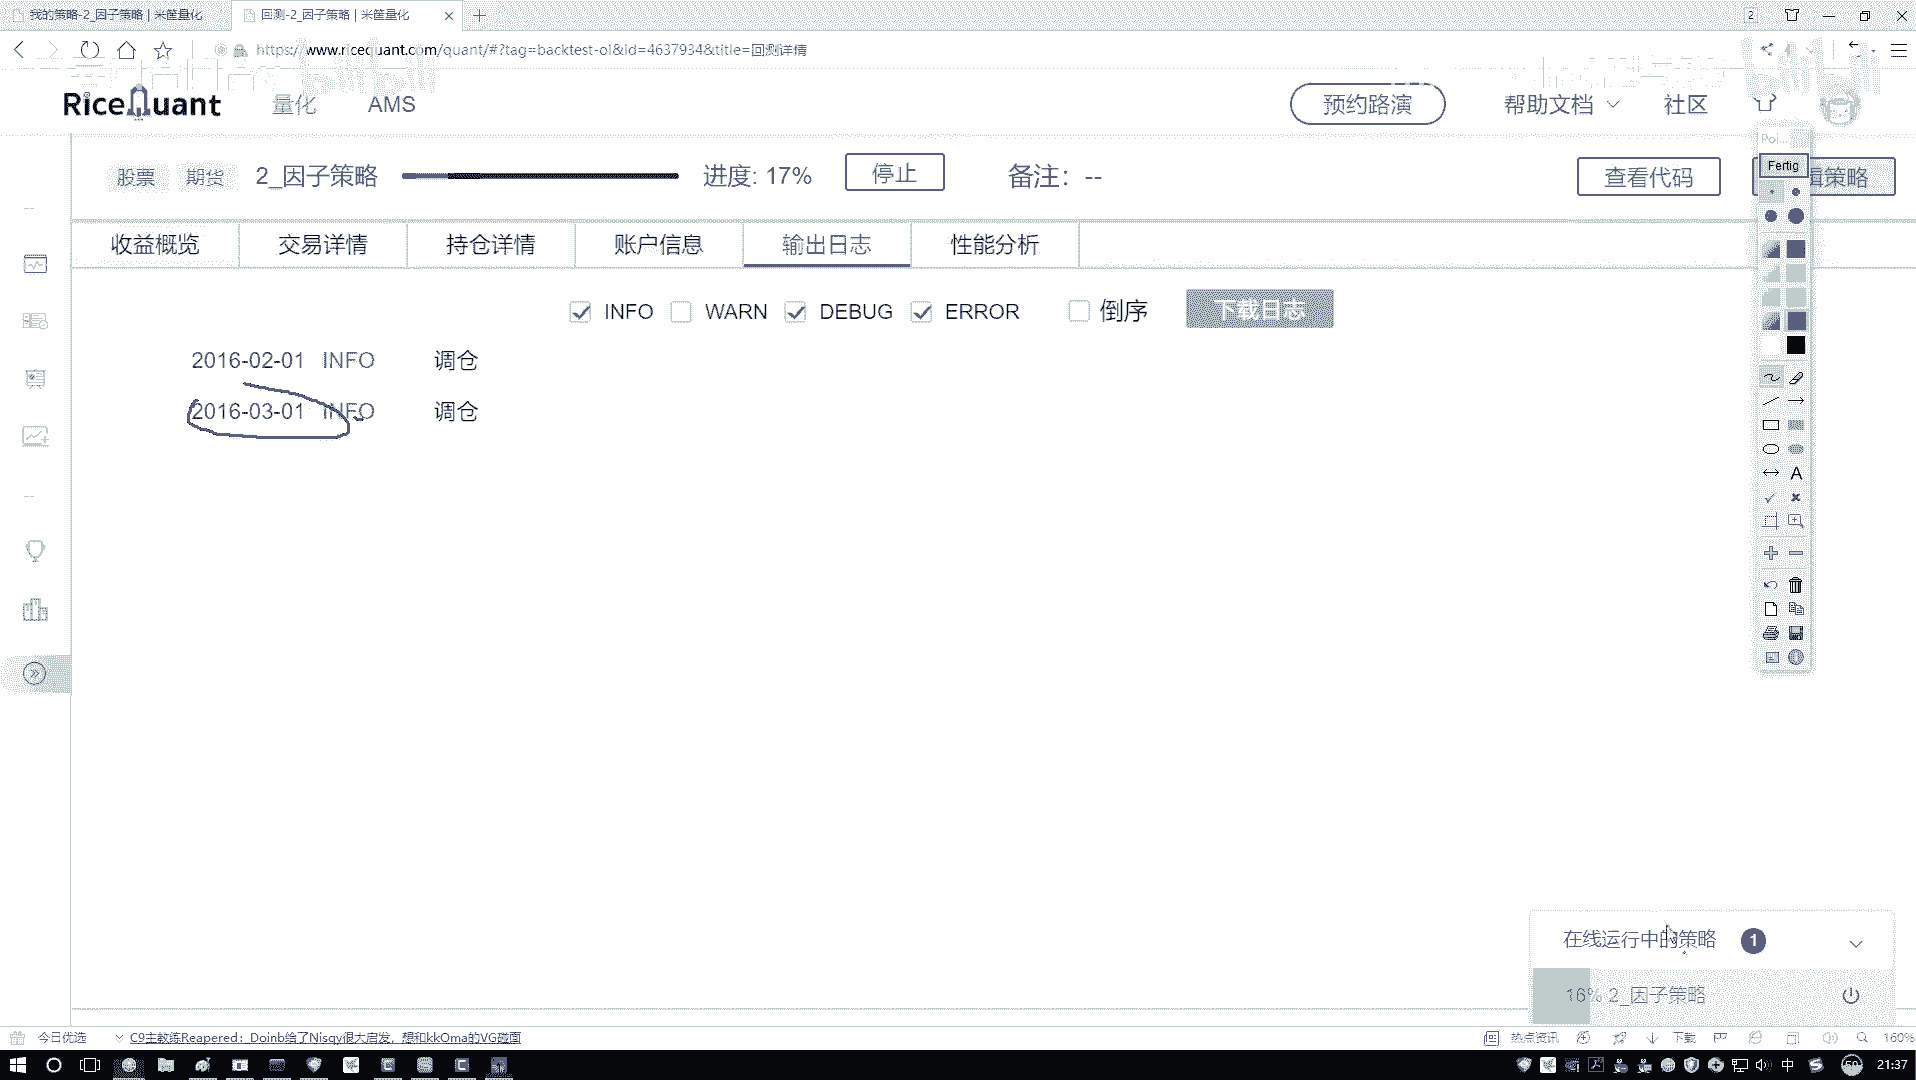 我的策略-2_因子策略 | 米筐量化
回测-2_因子策略 | 米筐量化
2
https://www.ricequant.com/quant/#?tag=backtest-ol&id=4637934&title=回测详情
RiceQuant 量化 AMS 预约路演 帮助文档 社区
股票 期货 2_因子策略 进度: 17% 停止 备注: -- 查看代码 辑策略
Fertig
收益概览 交易详情 持仓详情 账户信息 输出日志 性能分析
INFO WARN DEBUG ERROR 倒序 下载日志
2016-02-01 INFO 调仓
2016-03-01 INFO 调仓
A
在线运行中的策略 1
16% 2_因子策略
今日优选 C9主教练Reapered: Doinb给了Nisqy很大启发, 想和kkOma的VG碰面 热点资讯 下载 160%
中 21:37